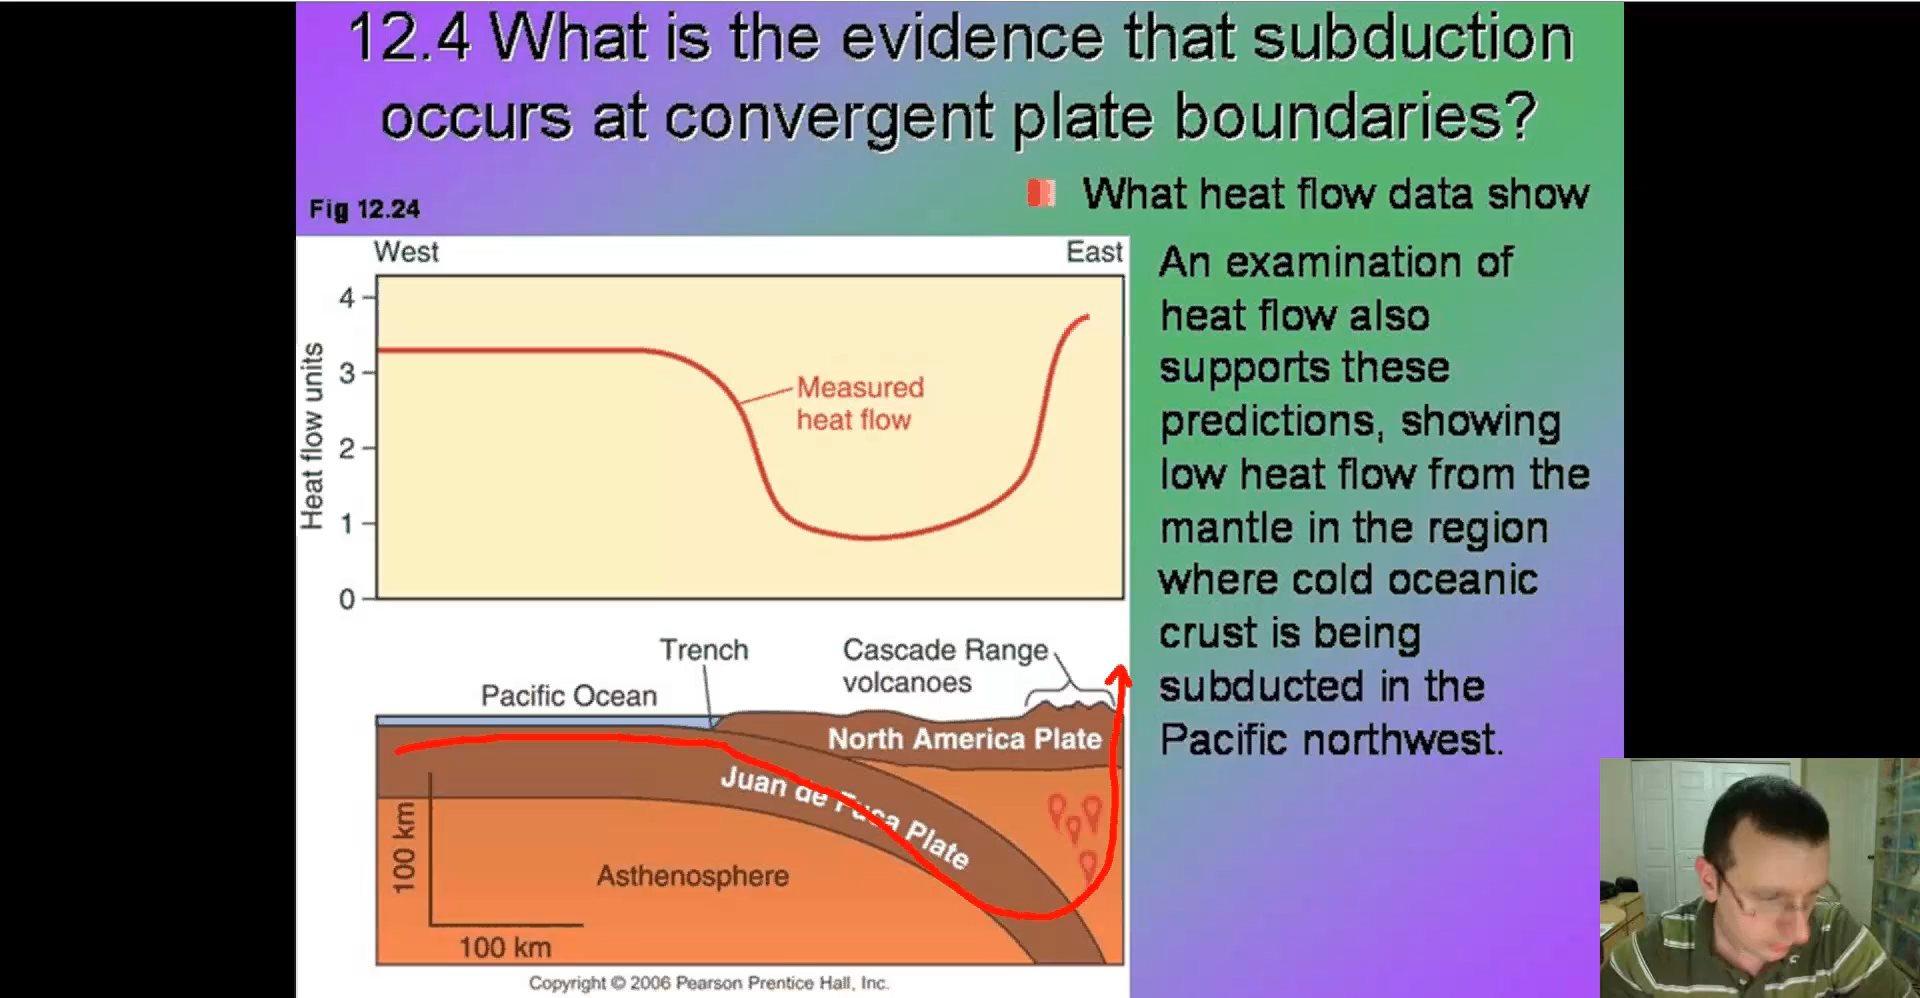 12.4 What is the evidence that subduction
occurs at convergent plate boundaries?
What heat flow data show
Fig 12.24
West
East
4
3
2
1
0
Heat flow units
Measured
heat flow
An examination of
heat flow also
supports these
predictions, showing
low heat flow from the
mantle in the region
where cold oceanic
crust is being
subducted in the
Pacific northwest.
Trench
Cascade Range
volcanoes
Pacific Ocean
North America Plate
Juan de Fuca Plate
Asthenosphere
100 km
100 km
Copyright © 2006 Pearson Prentice Hall, Inc.